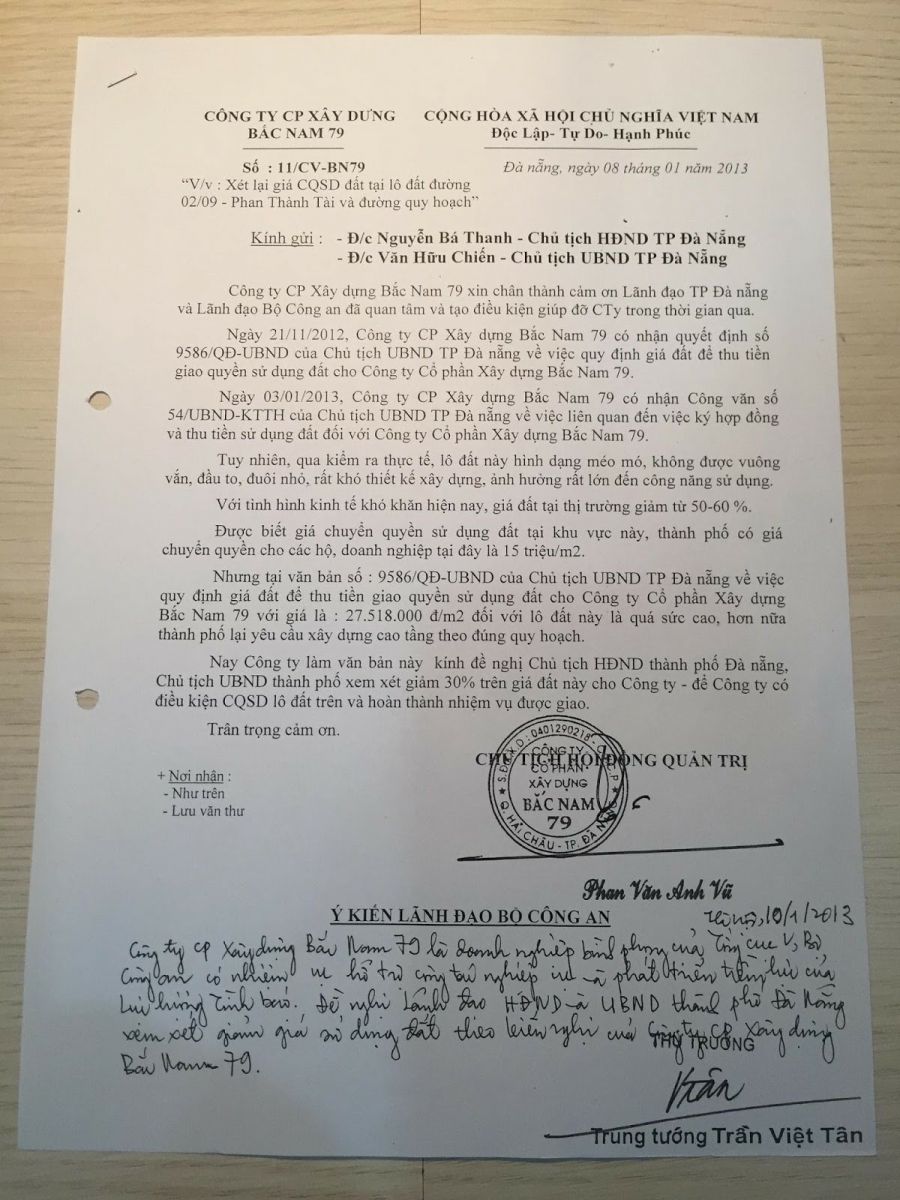 CÔNG TY CP XÂY DỰNG
BẮC NAM 79
CỘNG HÒA XÃ HỘI CHỦ NGHĨA VIỆT NAM
Độc Lập- Tự Do- Hạnh Phúc
Số : 11/CV-BN79
Đà nẵng, ngày 08 tháng 01 năm 2013
“V/v : Xét lại giá CQSD đất tại lô đất đường
02/09 - Phan Thành Tài và đường quy hoạch”
Kính gửi : - Đ/c Nguyễn Bá Thanh - Chủ tịch HĐND TP Đà Nẵng
- Đ/c Văn Hữu Chiến - Chủ tịch UBND TP Đà Nẵng
Công ty CP Xây dựng Bắc Nam 79 xin chân thành cảm ơn Lãnh đạo TP Đà nẵng
và Lãnh đạo Bộ Công an đã quan tâm và tạo điều kiện giúp đỡ CTy trong thời gian qua.
Ngày 21/11/2012, Công ty CP Xây dựng Bắc Nam 79 có nhận quyết định số
9586/QĐ-UBND của Chủ tịch UBND TP Đà nẵng về việc quy định giá đất để thu tiền
giao quyền sử dụng đất cho Công ty Cổ phần Xây dựng Bắc Nam 79.
Ngày 03/01/2013, Công ty CP Xây dựng Bắc Nam 79 có nhận Công văn số
54/UBND-KTTH của Chủ tịch UBND TP Đà nẵng về việc liên quan đến việc ký hợp đồng
và thu tiền sử dụng đất đối với Công ty Cổ phần Xây dựng Bắc Nam 79.
Tuy nhiên, qua kiểm ra thực tế, lô đất này hình dạng méo mó, không được vuông
vắn, đầu to, đuôi nhỏ, rất khó thiết kế xây dựng, ảnh hưởng rất lớn đến công năng sử dụng.
Với tình hình kinh tế khó khăn hiện nay, giá đất tại thị trường giảm từ 50-60 %.
Được biết giá chuyển quyền sử dụng đất tại khu vực này, thành phố có giá
chuyển quyền cho các hộ, doanh nghiệp tại đây là 15 triệu/m2.
Nhưng tại văn bản số : 9586/QĐ-UBND của Chủ tịch UBND TP Đà nẵng về việc
quy định giá đất để thu tiền giao quyền sử dụng đất cho Công ty Cổ phần Xây dựng
Bắc Nam 79 với giá là : 27.518.000 đ/m2 đối với lô đất này là quá sức cao, hơn nữa
thành phố lại yêu cầu xây dựng cao tầng theo đúng quy hoạch.
Nay Công ty làm văn bản này kính đề nghị Chủ tịch HĐND thành phố Đà nẵng,
Chủ tịch UBND thành phố xem xét giảm 30% trên giá đất này cho Công ty - để Công ty có
điều kiện CQSD lô đất trên và hoàn thành nhiệm vụ được giao.
Trân trọng cảm ơn.
CHỦ TỊCH HỘI ĐỒNG QUẢN TRỊ
+ Nơi nhận :
- Như trên
- Lưu văn thư
CÔNG TY
CỔ PHẦN
XÂY DỰNG
BẮC NAM
79
Q. HẢI CHÂU - TP. ĐÀ NẴNG
Phan Văn Anh Vũ
Ý KIẾN LÃNH ĐẠO BỘ CÔNG AN
Hà nội, 10/1/2013
Công ty CP Xây dựng Bắc Nam 79 là doanh nghiệp bình phong của Tổng cục V, Bộ
Công an có nhiệm vụ hỗ trợ công tác nghiệp vụ và phát triển tiềm lực của
Lực lượng Tình báo. Đề nghị Lãnh đạo HĐND và UBND thành phố Đà Nẵng
xem xét giảm giá sử dụng đất theo kiến nghị của Công ty CP Xây dựng
Bắc Nam 79.
THỨ TRƯỞNG
Trung tướng Trần Việt Tân